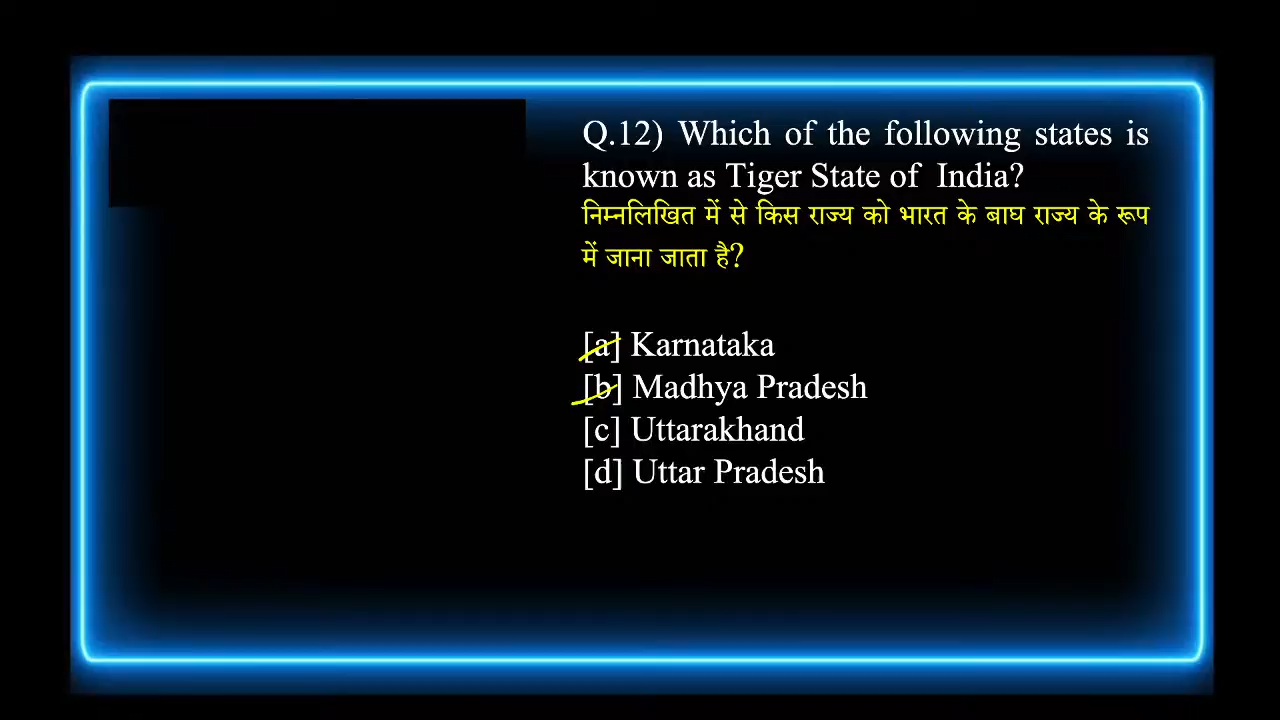 Q.12) Which of the following states is
known as Tiger State of India?
निम्नलिखित में से किस राज्य को भारत के बाघ राज्य के रूप
में जाना जाता है?
[a] Karnataka
[b] Madhya Pradesh
[c] Uttarakhand
[d] Uttar Pradesh